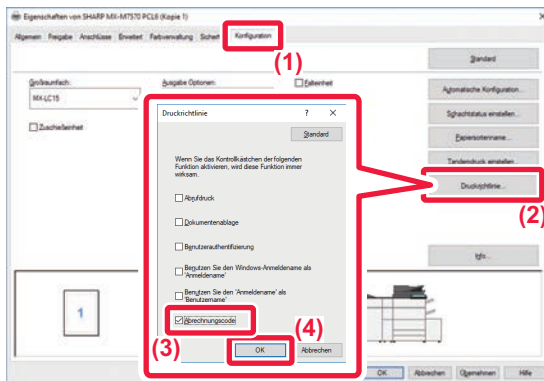 Eigenschaften von SHARP MX-M7570 PCL6 (Kopie 1)
Allgemein Freigabe Anschlüsse Erweitert Farbverwaltung Sicherheit Konfiguration
(1)
Standard
Großraumfach:
Ausgabe Optionen:
Falteinheit
MX-LC15
Automatische Konfiguration...
Zuschießeinheit
Schachtstatus einstellen...
Papiersortenname...
Tandemdruck einstellen...
Druckrichtlinie...
(2)
Info...
Druckrichtlinie
?
Standard
Wenn Sie das Kontrollkästchen der folgenden
Funktion aktivieren, wird diese Funktion immer
wirksam.
Abrufdruck
Dokumentenablage
Benutzerauthentifizierung
Benutzen Sie den Windows-Anmeldename als
'Anmeldename'
Benutzen Sie den 'Anmeldename' als
'Benutzername'
Abrechnungscode
(3)
(4)
OK Abbrechen
1
OK Abbrechen Übernehmen Hilfe